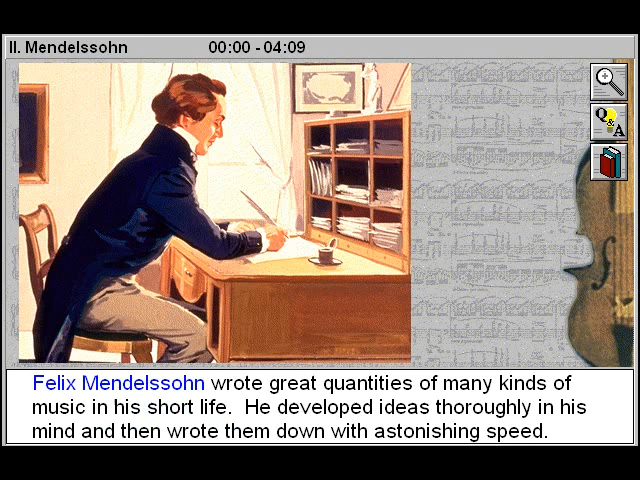 II. Mendelssohn 00:00 - 04:09
Q&A
Felix Mendelssohn wrote great quantities of many kinds of
music in his short life. He developed ideas thoroughly in his
mind and then wrote them down with astonishing speed.